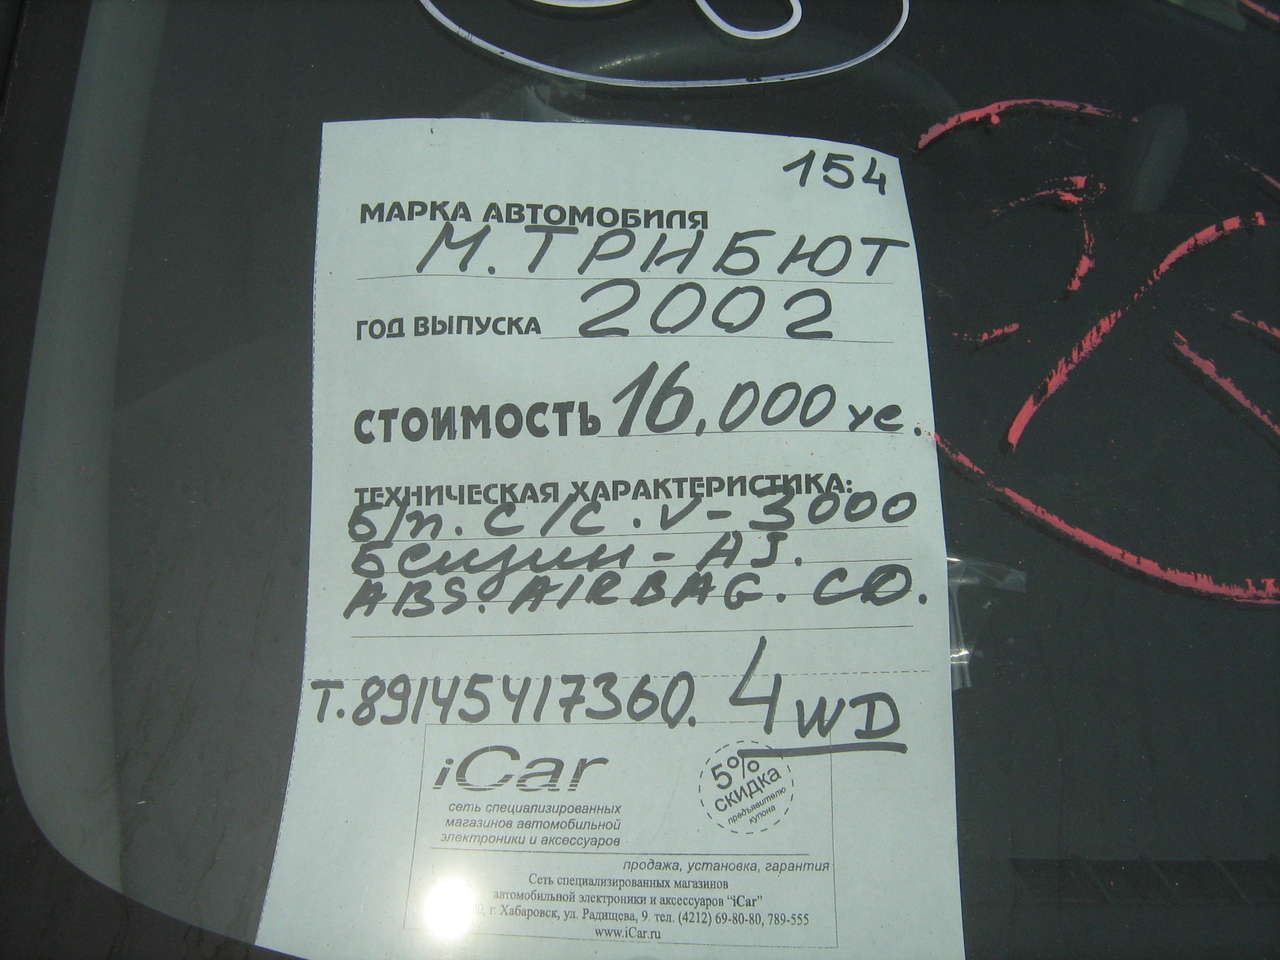 154
МАРКА АВТОМОБИЛЯ
М. ТРИБЮТ
ГОД ВЫПУСКА 2002
СТОИМОСТЬ 16,000 уе.
ТЕХНИЧЕСКАЯ ХАРАКТЕРИСТИКА:
б/п. с/с. V-3000
Бензин-
ABS. AIRBAG. CD.
Т.89145417360. 4WD
iCar
5%
СКИДКА
предъявителю
купона
сеть специализированных
магазинов автомобильной
электроники и аксессуаров
продажа, установка, гарантия
Сеть специализированных магазинов
автомобильной электроники и аксессуаров "iCar"
г. Хабаровск, ул. Радищева, 9. тел. (4212) 69-80-80, 789-555
www.iCar.ru